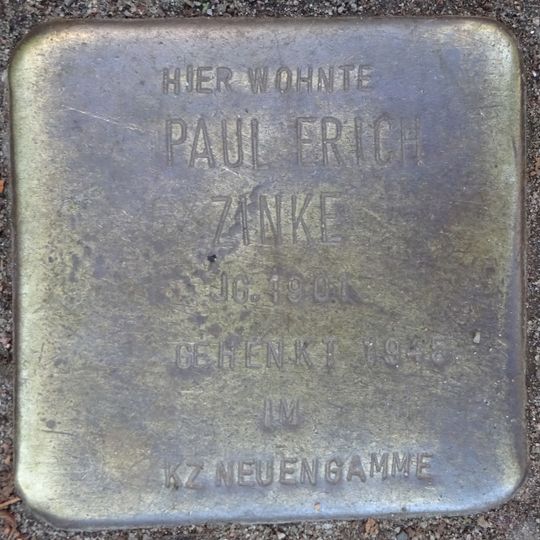 HIER WOHNTE
PAUL ERICH
ZINKE
JG. 1901
GEHENKT 1945
IM
KZ NEUENGAMME